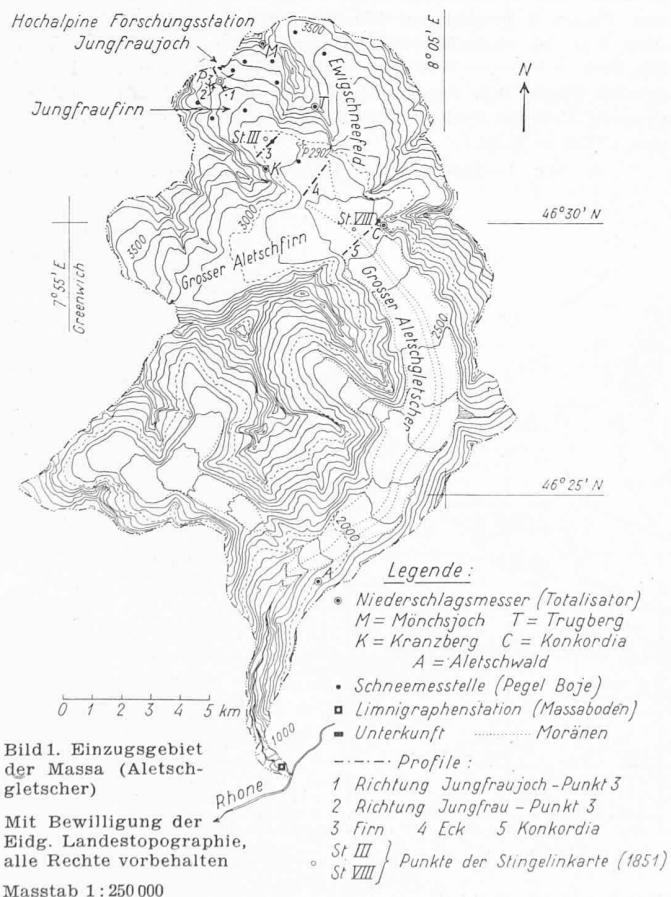 Hochalpine Forschungsstation
Jungfraujoch
3500
M
8°05' E
N
P
2
1
Jungfraufirn
T
Ewigschneefeld
St. III
3
P2902
K
4
3000
St. VIII
C
46°30' N
5
3500
Grosser Aletschfirn
7°55' E
Greenwich
Grosser Aletschgletscher
2500
46°25' N
2000
A
Legende:
Niederschlagsmesser (Totalisator)
M = Mönchsjoch T = Trugberg
K = Kranzberg C = Konkordia
A = Aletschwald
Schneemesstelle (Pegel Boje)
Limnigraphenstation (Massaboden)
Unterkunft Moränen
Profile:
1 Richtung Jungfraujoch - Punkt 3
2 Richtung Jungfrau - Punkt 3
3 Firn 4 Eck 5 Konkordia
St III
St VIII } Punkte der Stingelinkarte (1851)
0 1 2 3 4 5 km
1000
Rhone
Bild 1. Einzugsgebiet
der Massa (Aletsch-
gletscher)
Mit Bewilligung der
Eidg. Landestopographie,
alle Rechte vorbehalten
Masstab 1 : 250 000